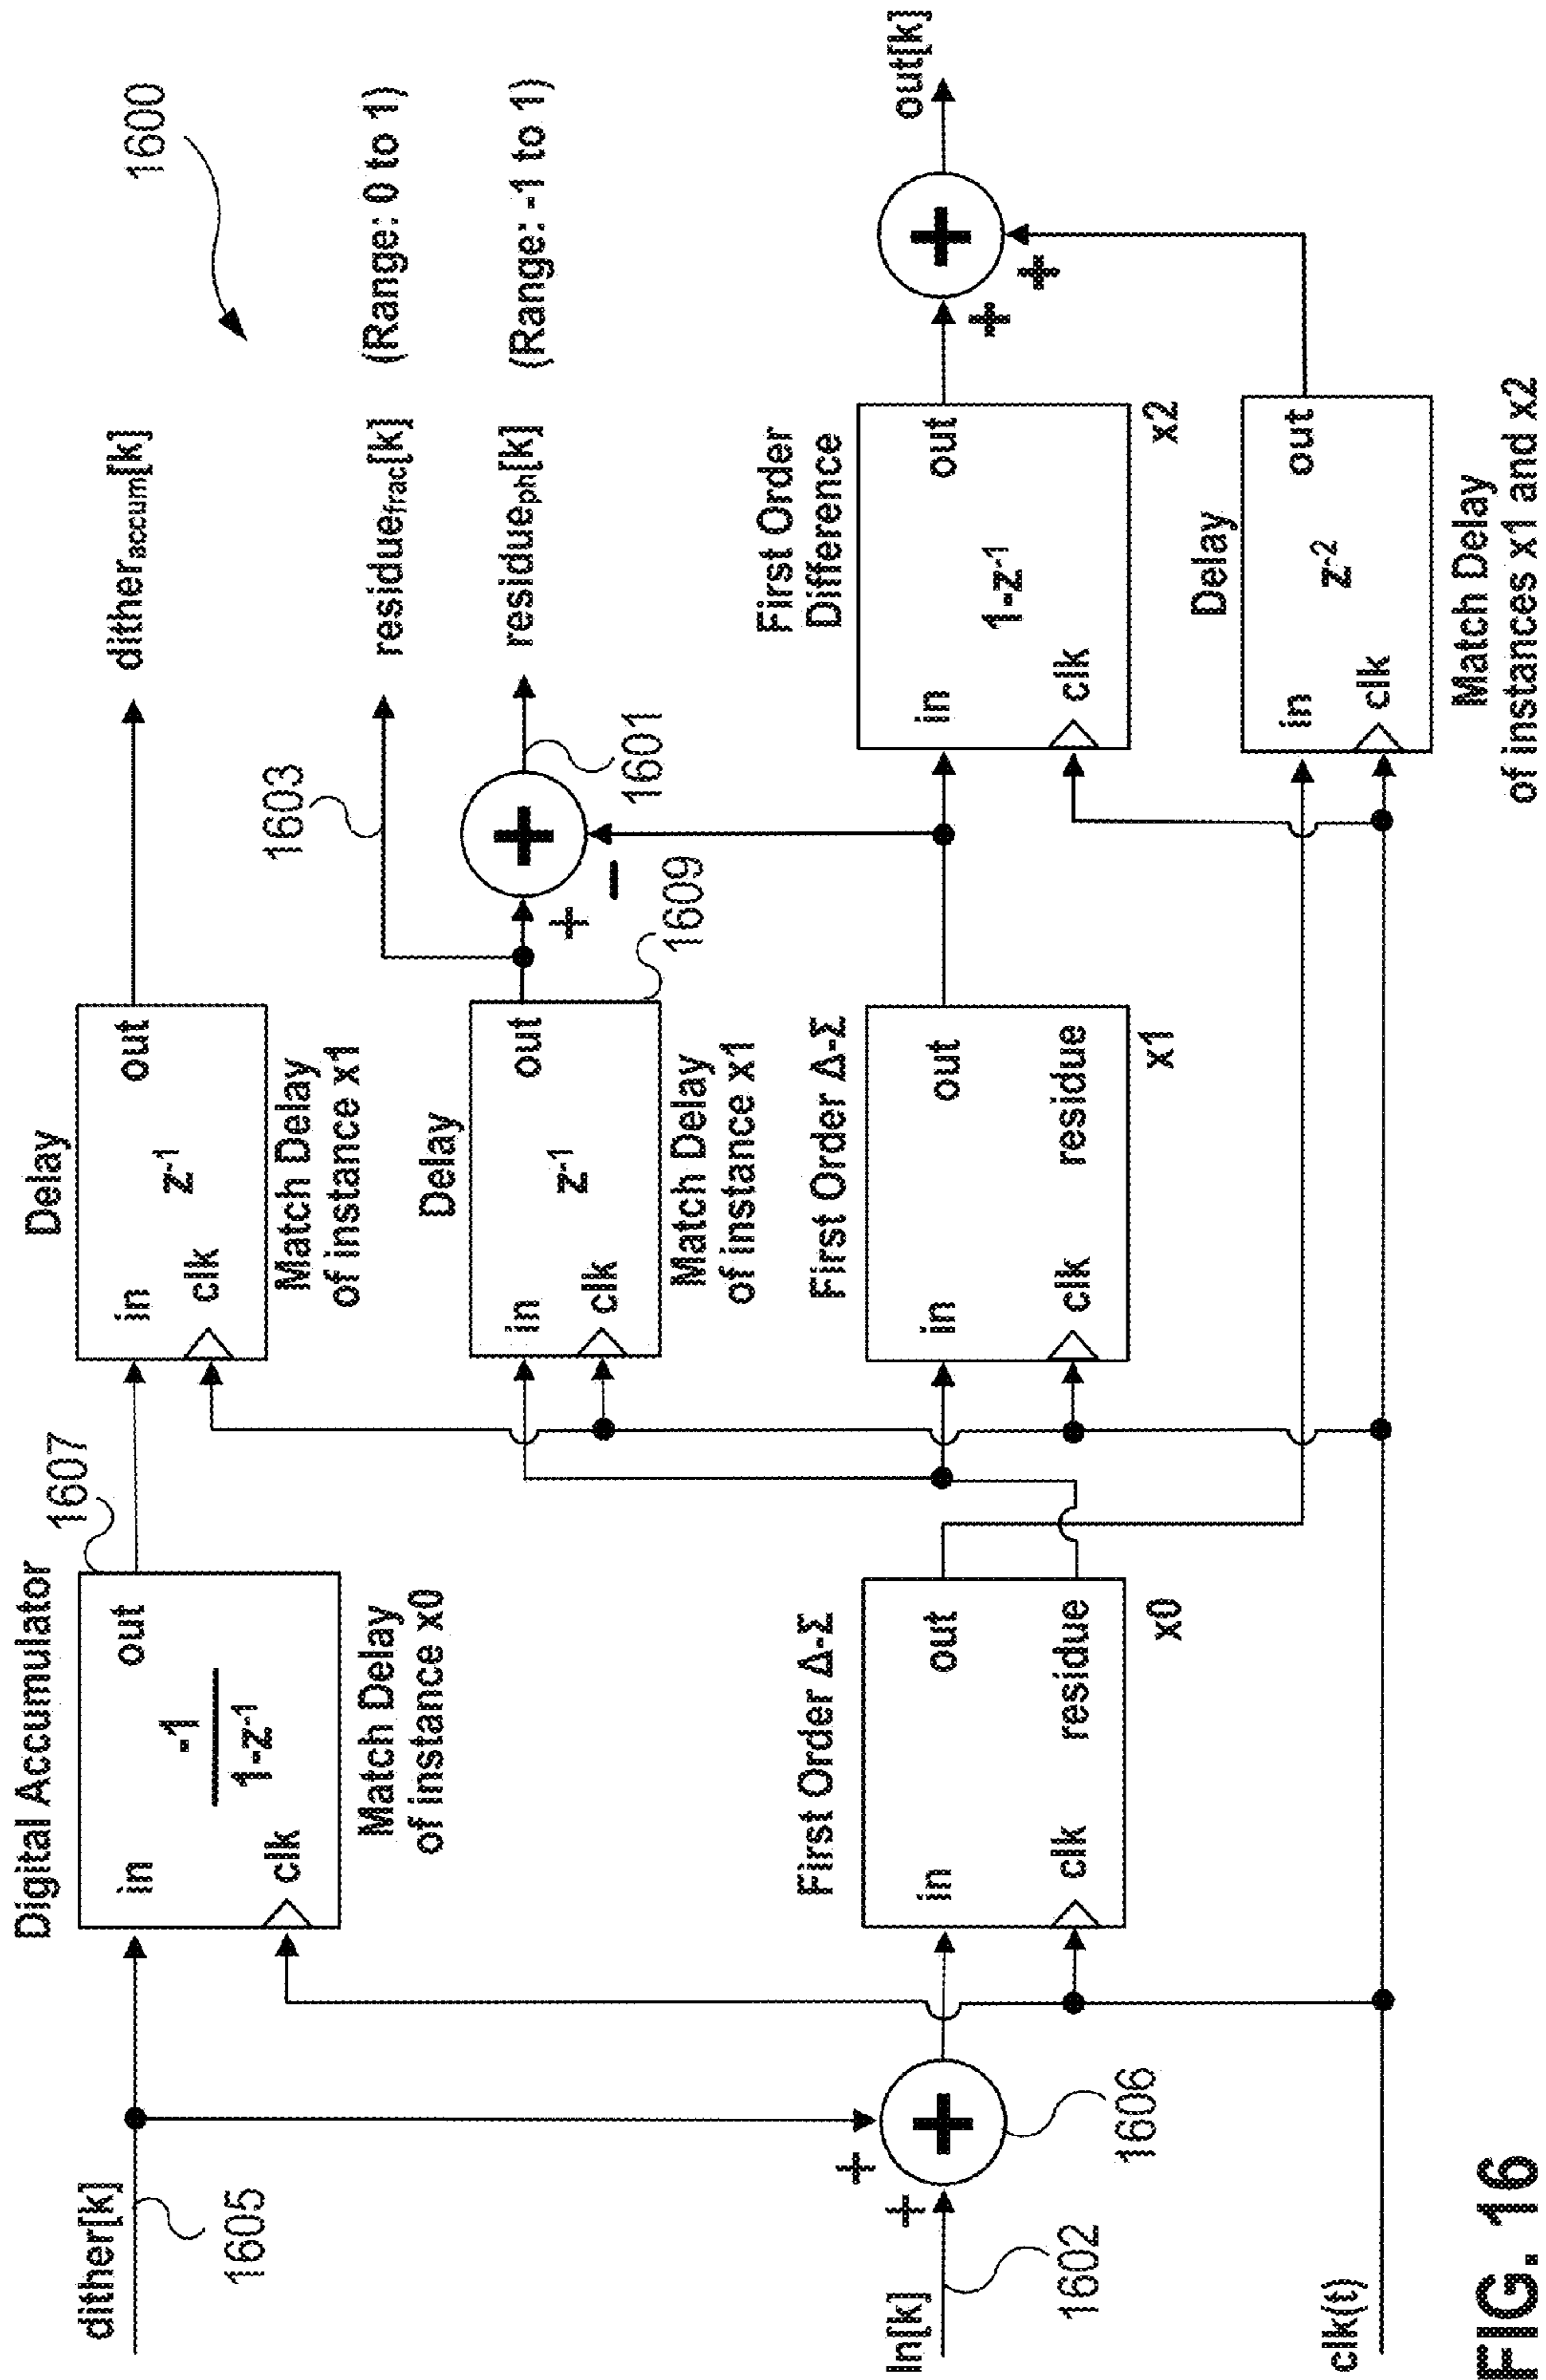 1600
dither[k]
1605
Digital Accumulator
in
out
-1
1-z-1
clk
1607
Match Delay
of instance x0
Delay
in
out
z-1
clk
Match Delay
of instance x1
ditheraccum[k]
1603
residuefrac[k]
(Range: 0 to 1)
Delay
in
out
z-1
clk
1609
Match Delay
of instance x1
+
−
+
1601
residueph[k]
(Range: -1 to 1)
In[k]
1602
+
+
+
1606
First Order Δ-Σ
in
out
clk
residue
x0
First Order Δ-Σ
in
out
clk
residue
x1
First Order
Difference
in
out
1-z-1
clk
x2
+
+
+
out[k]
Delay
in
out
z-2
clk
Match Delay
of instances x1 and x2
clk(t)
FIG. 16